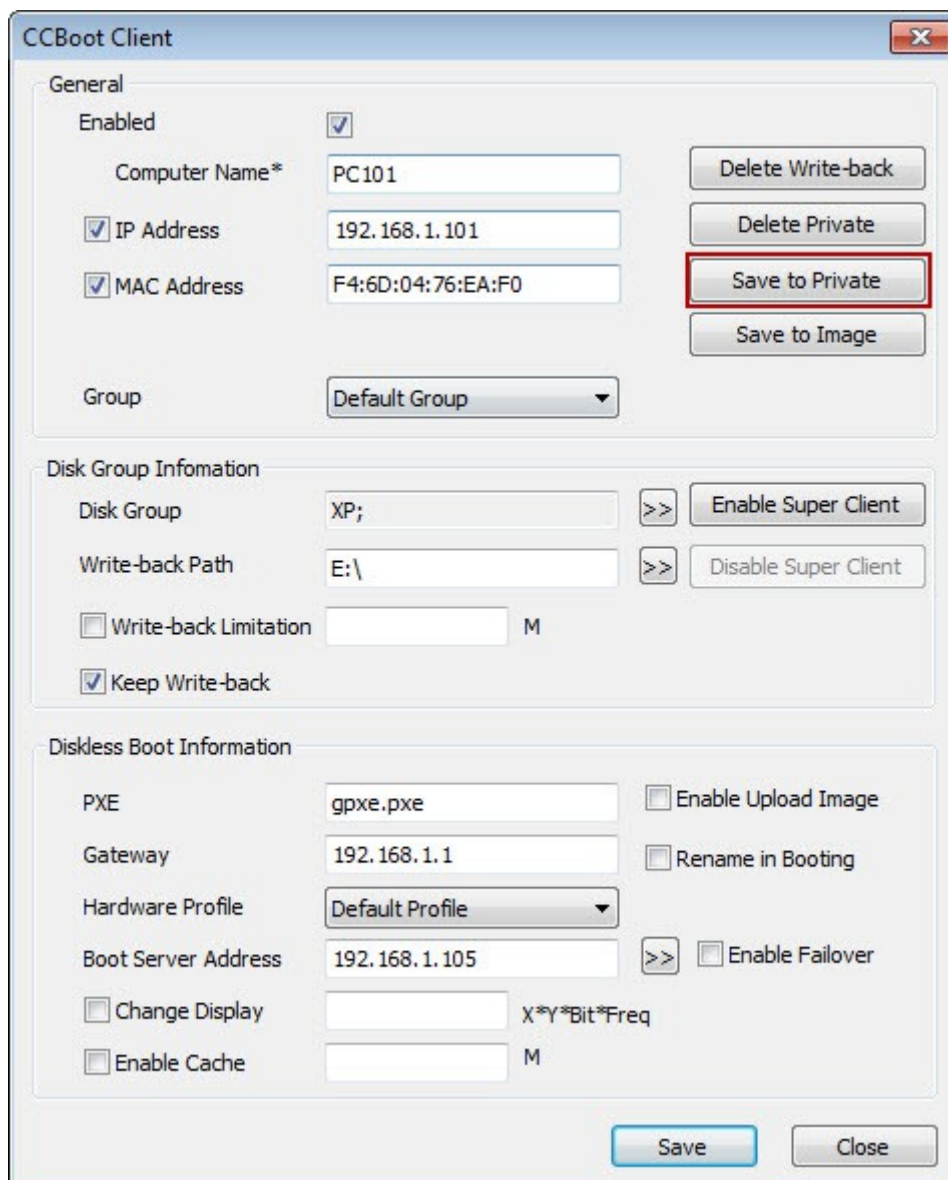 CCBoot Client
General
Enabled
Computer Name* PC101 Delete Write-back
IP Address 192.168.1.101 Delete Private
MAC Address F4:6D:04:76:EA:F0 Save to Private
Save to Image
Group Default Group
Disk Group Infomation
Disk Group XP; >> Enable Super Client
Write-back Path E:\ >> Disable Super Client
Write-back Limitation M
Keep Write-back
Diskless Boot Information
PXE gpxe.pxe Enable Upload Image
Gateway 192.168.1.1 Rename in Booting
Hardware Profile Default Profile
Boot Server Address 192.168.1.105 >> Enable Failover
Change Display X*Y*Bit*Freq
Enable Cache M
Save Close